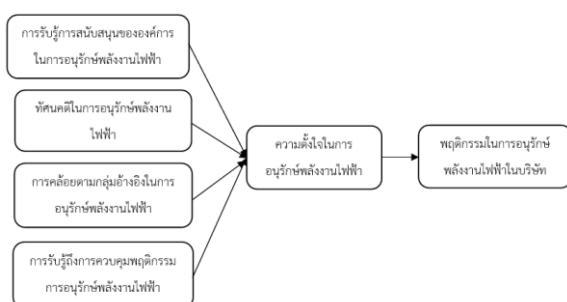 การรับรู้การสนับสนุนขององค์การ
ในการอนุรักษ์พลังงานไฟฟ้า
ทัศนคติในการอนุรักษ์พลังงาน
ไฟฟ้า
การคล้อยตามกลุ่มอ้างอิงในการ
อนุรักษ์พลังงานไฟฟ้า
การรับรู้ถึงการควบคุมพฤติกรรม
การอนุรักษ์พลังงานไฟฟ้า
ความตั้งใจในการ
อนุรักษ์พลังงานไฟฟ้า
พฤติกรรมในการอนุรักษ์
พลังงานไฟฟ้าในบริษัท